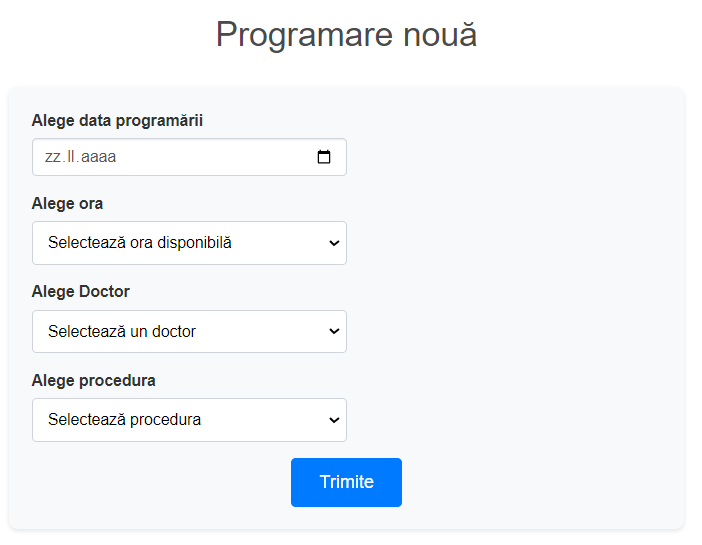 Programare nouă
Alege data programării
zz.ll.aaaa
Alege ora
Selectează ora disponibilă
Alege Doctor
Selectează un doctor
Alege procedura
Selectează procedura
Trimite